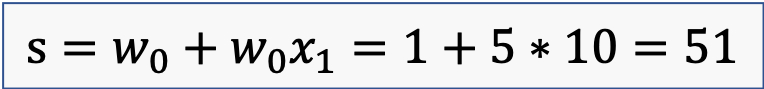 s = w₀ + w₀x₁ = 1 + 5 * 10 = 51